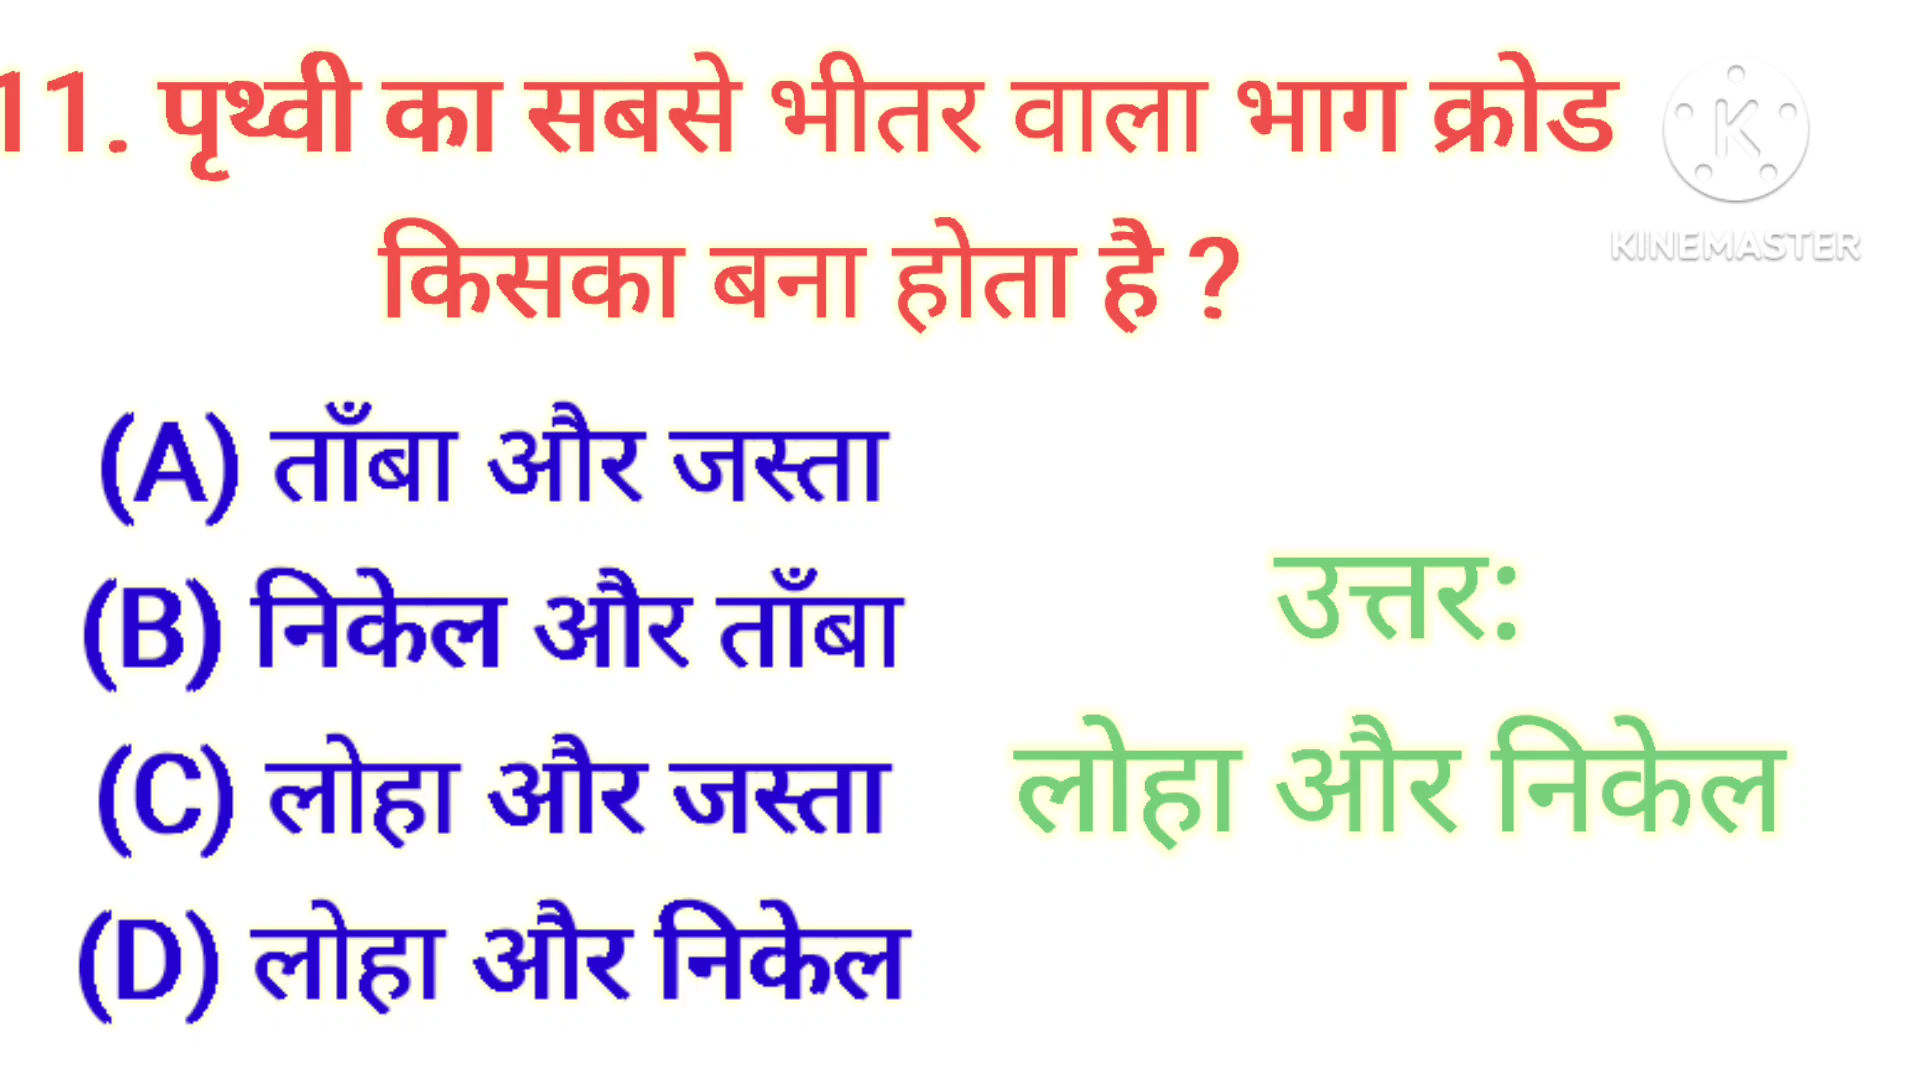 11. पृथ्वी का सबसे भीतर वाला भाग क्रोड
किसका बना होता है ?
(A) ताँबा और जस्ता
(B) निकेल और ताँबा
(C) लोहा और जस्ता
(D) लोहा और निकेल
उत्तर:
लोहा और निकेल
K
KINEMASTER